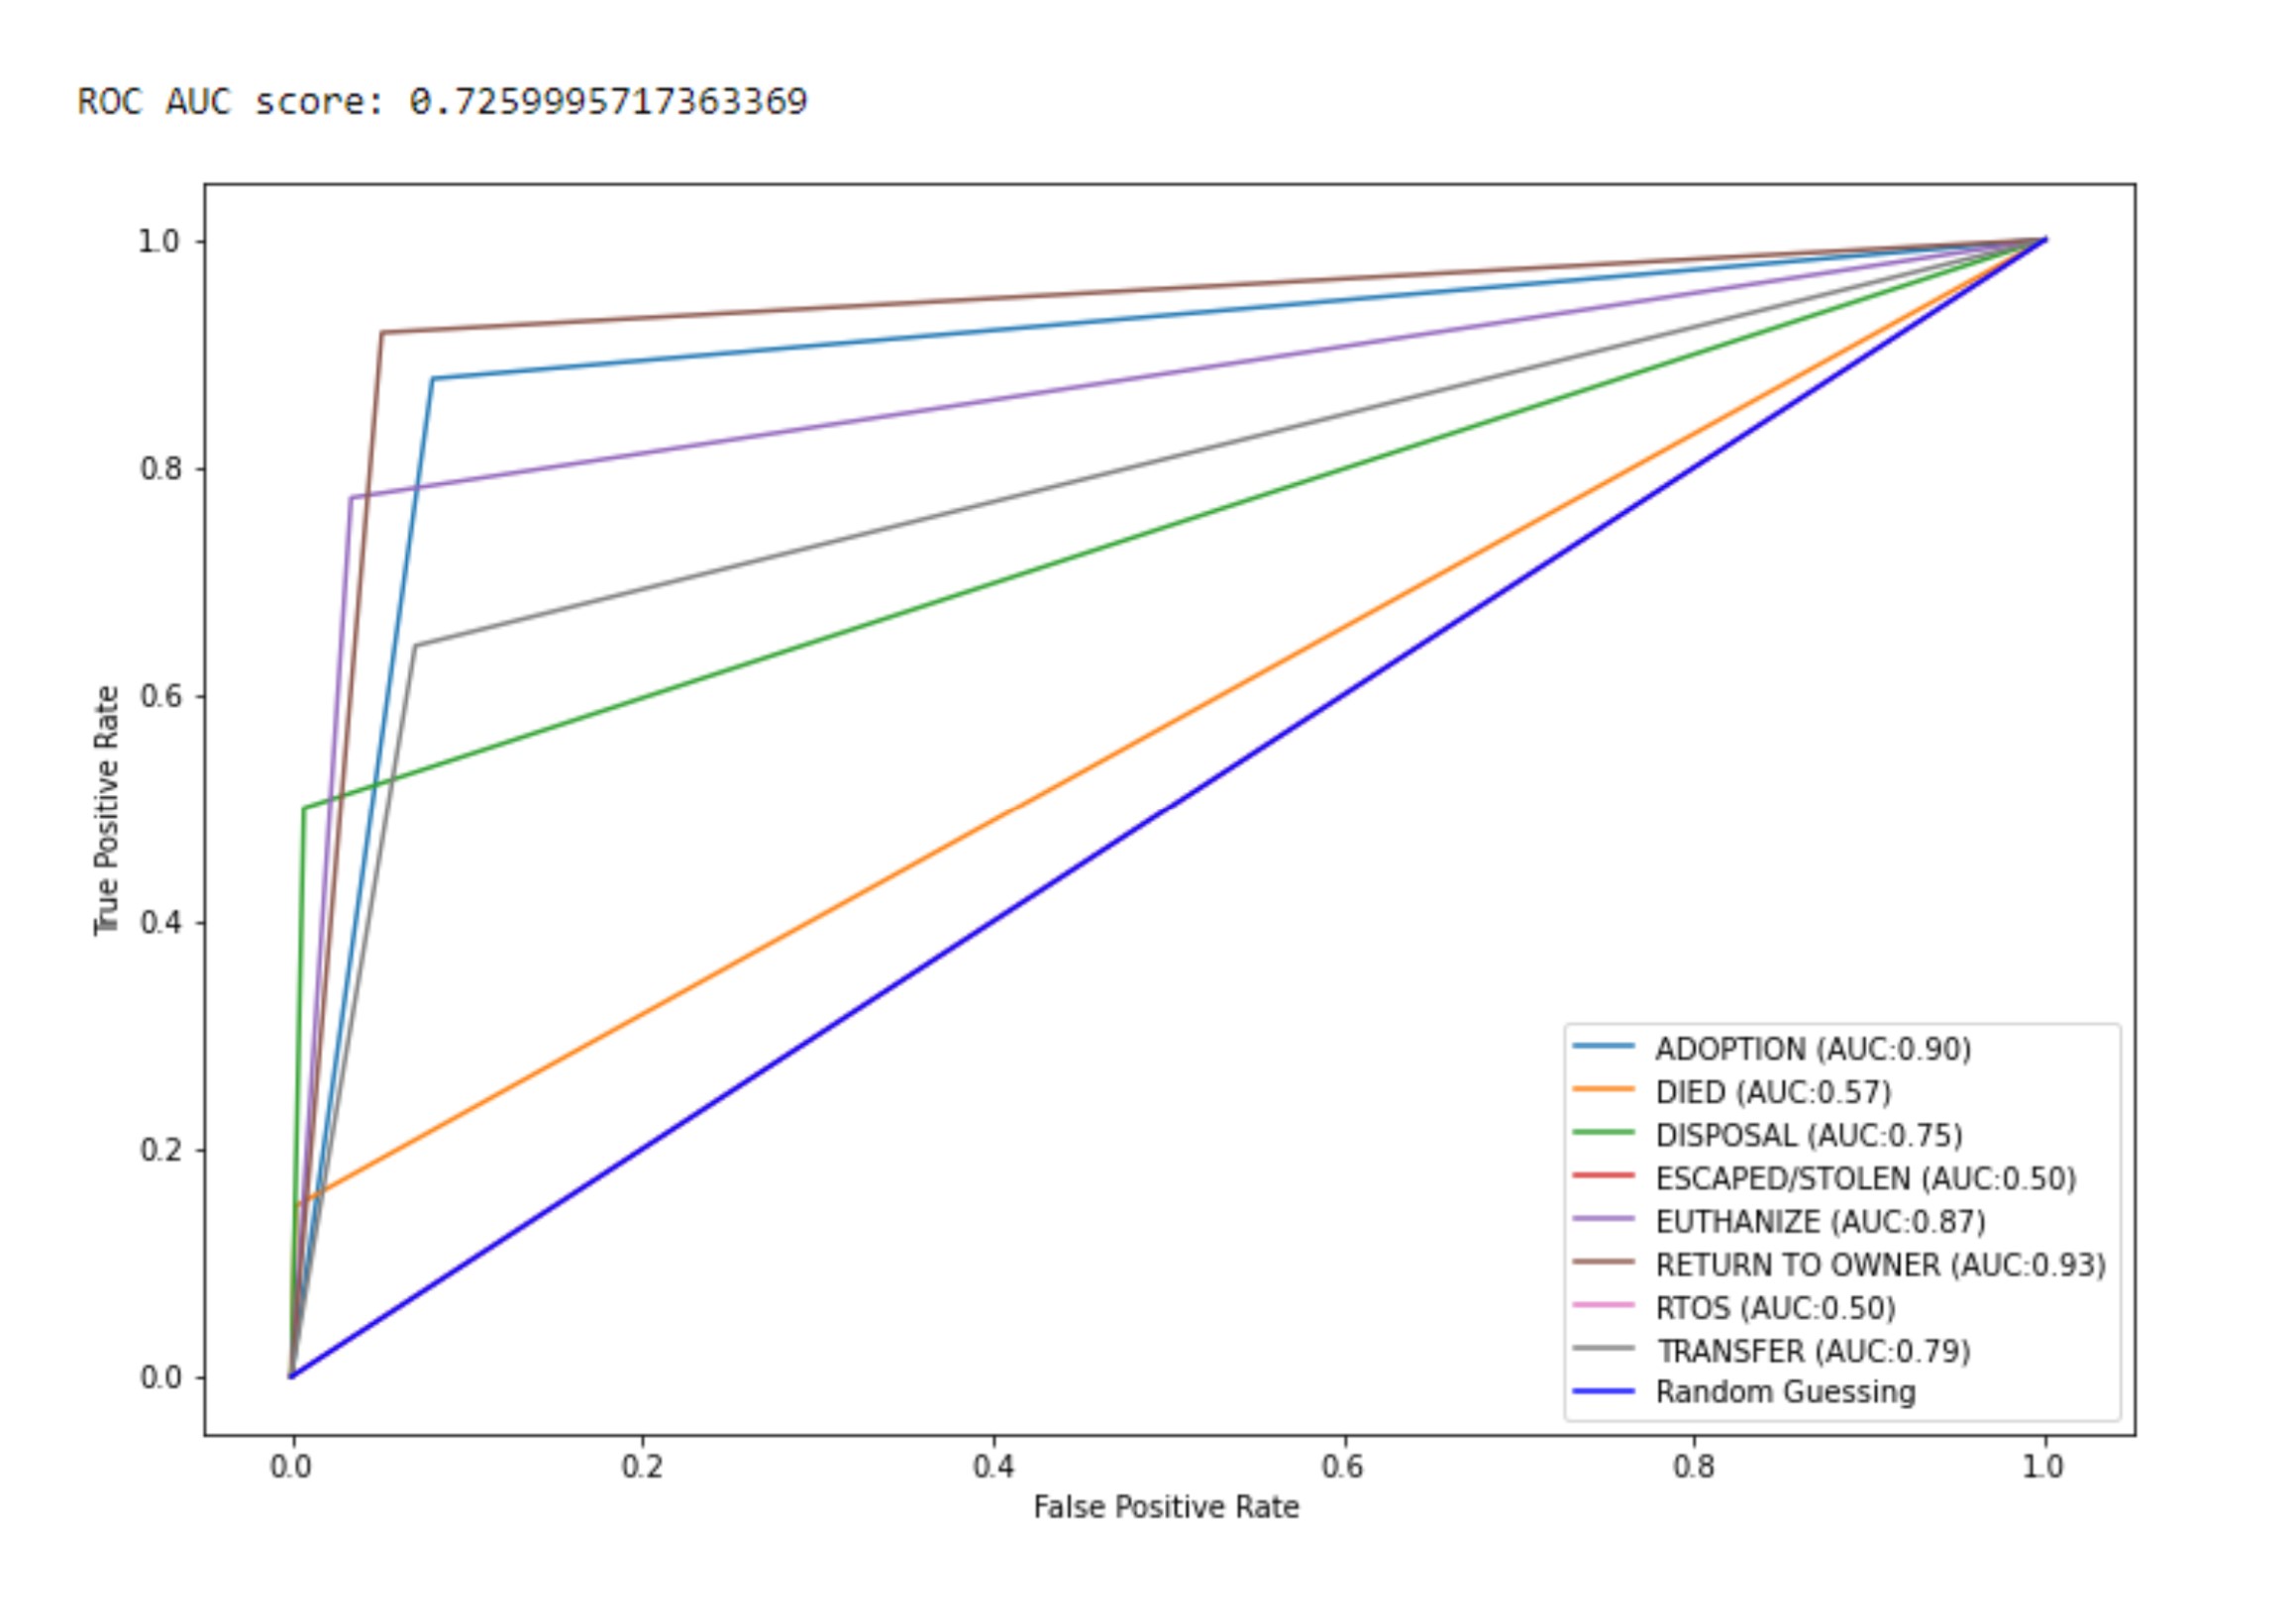 ROC AUC score: 0.7259995717363369
1.0
0.8
0.6
0.4
0.2
0.0
True Positive Rate
0.0 0.2 0.4 0.6 0.8 1.0
False Positive Rate
ADOPTION (AUC:0.90)
DIED (AUC:0.57)
DISPOSAL (AUC:0.75)
ESCAPED/STOLEN (AUC:0.50)
EUTHANIZE (AUC:0.87)
RETURN TO OWNER (AUC:0.93)
RTOS (AUC:0.50)
TRANSFER (AUC:0.79)
Random Guessing